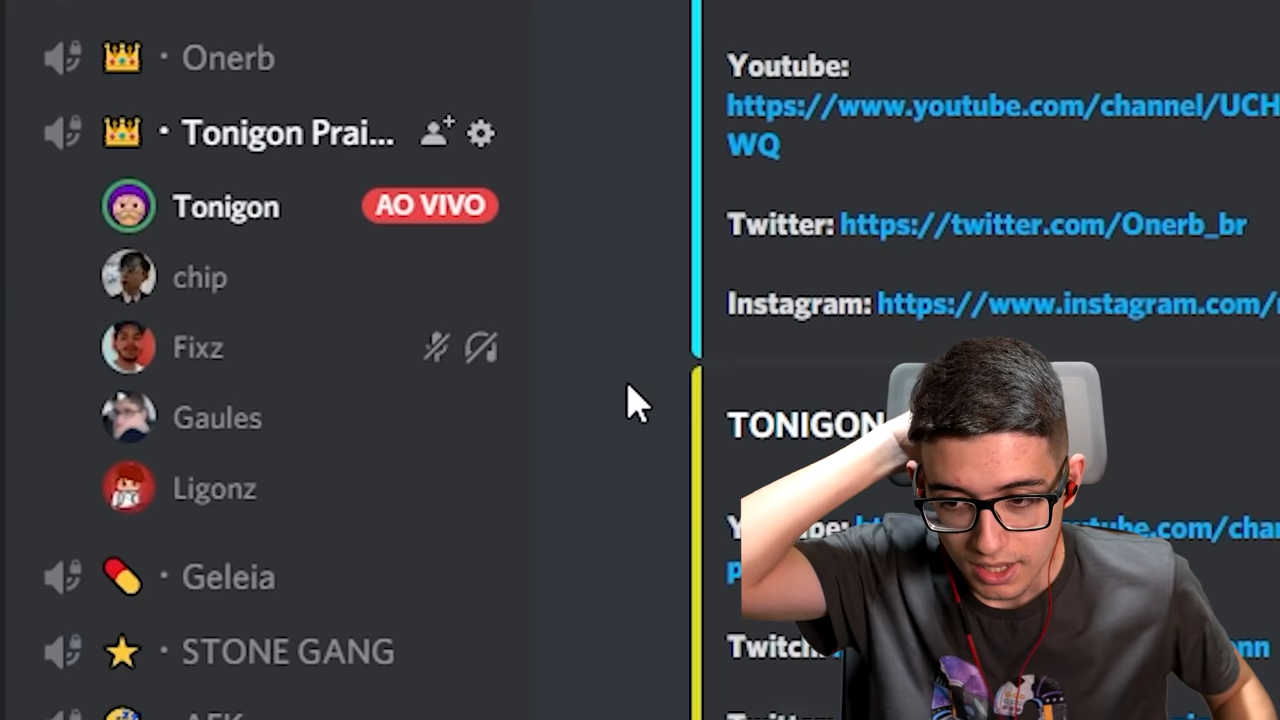 • Onerb
• Tonigon Prai...
Tonigon AO VIVO
chip
Fixz
Gaules
Ligonz
• Geleia
• STONE GANG
Youtube:
https://www.youtube.com/channel/UCH
WQ
Twitter: https://twitter.com/Onerb_br
Instagram: https://www.instagram.com/
TONIGON